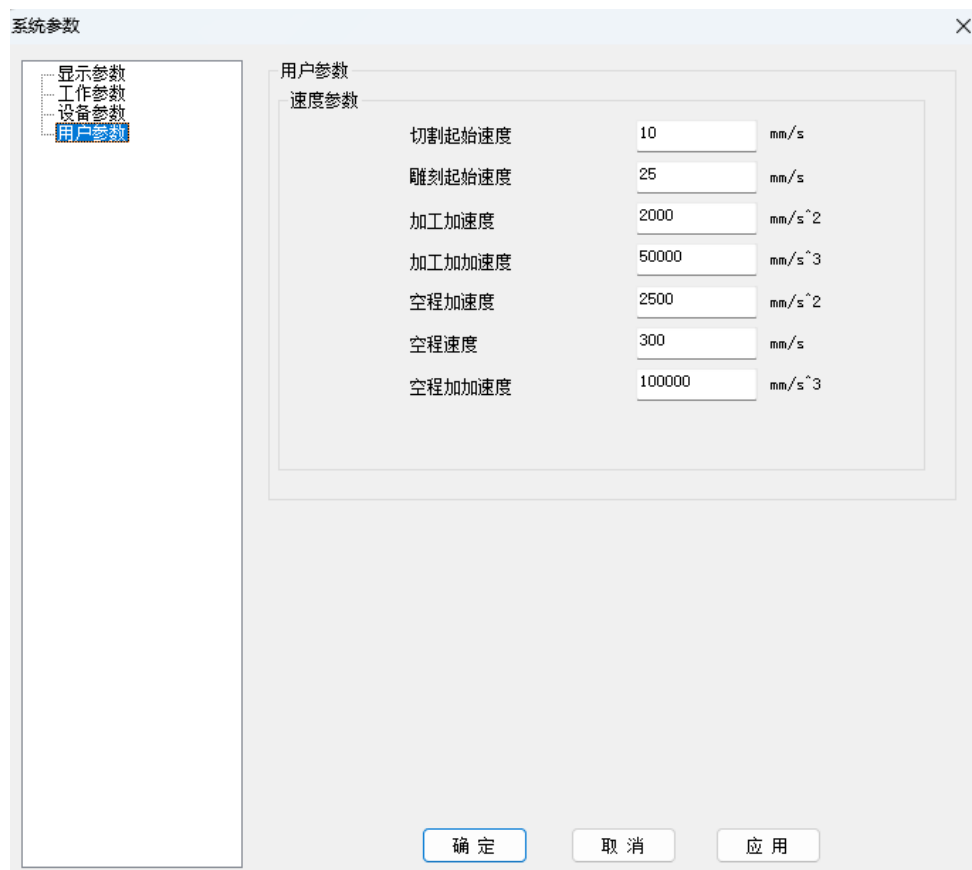 系统参数
显示参数
工作参数
设备参数
用户参数
用户参数
速度参数
切割起始速度 10 mm/s
雕刻起始速度 25 mm/s
加工加速度 2000 mm/s^2
加工加加速度 50000 mm/s^3
空程加速度 2500 mm/s^2
空程速度 300 mm/s
空程加加速度 100000 mm/s^3
确 定 取 消 应 用